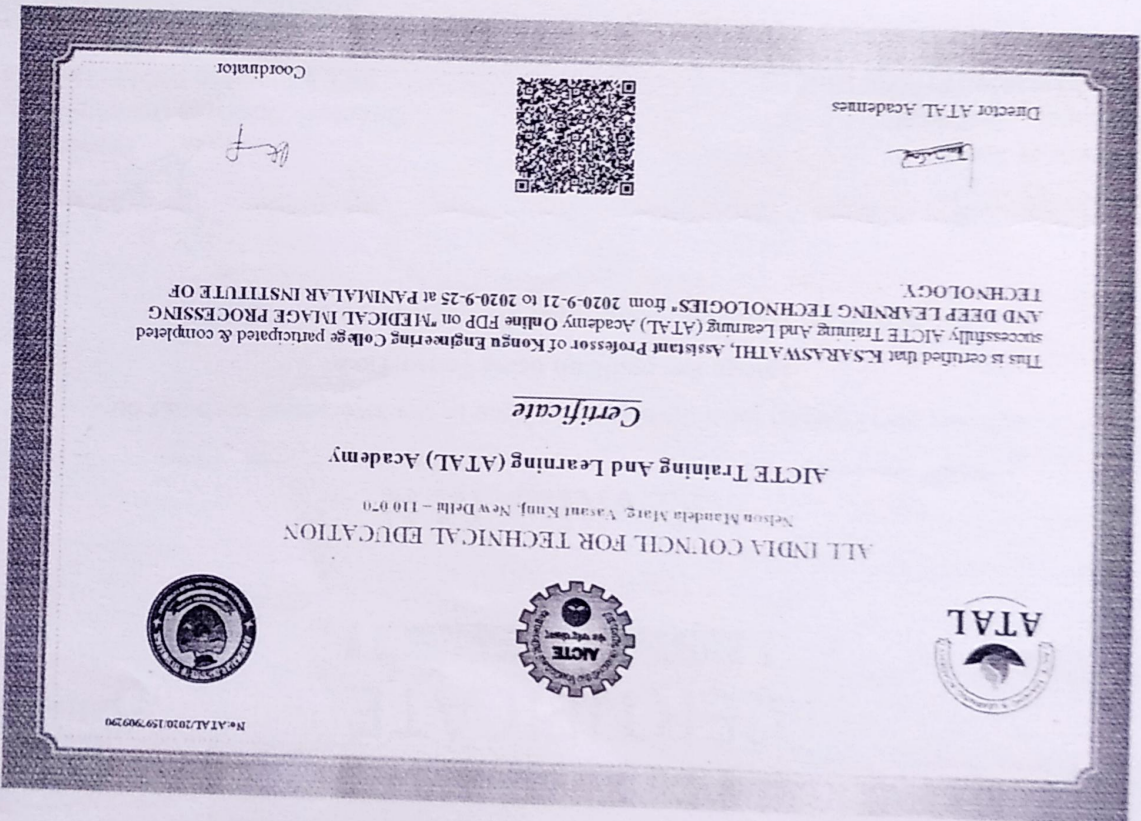 No:ATAL/2020/1597909290
ATAL
AICTE
ALL INDIA COUNCIL FOR TECHNICAL EDUCATION
Nelson Mandela Marg, Vasant Kunj, New Delhi – 110 070
AICTE Training And Learning (ATAL) Academy
Certificate
This is certified that K.SARASWATHI, Assistant Professor of Kongu Engineering College participated & completed
successfully AICTE Training And Learning (ATAL) Academy Online FDP on "MEDICAL IMAGE PROCESSING
AND DEEP LEARNING TECHNOLOGIES" from 2020-9-21 to 2020-9-25 at PANIMALAR INSTITUTE OF
TECHNOLOGY.
Director ATAL Academies
Coordinator